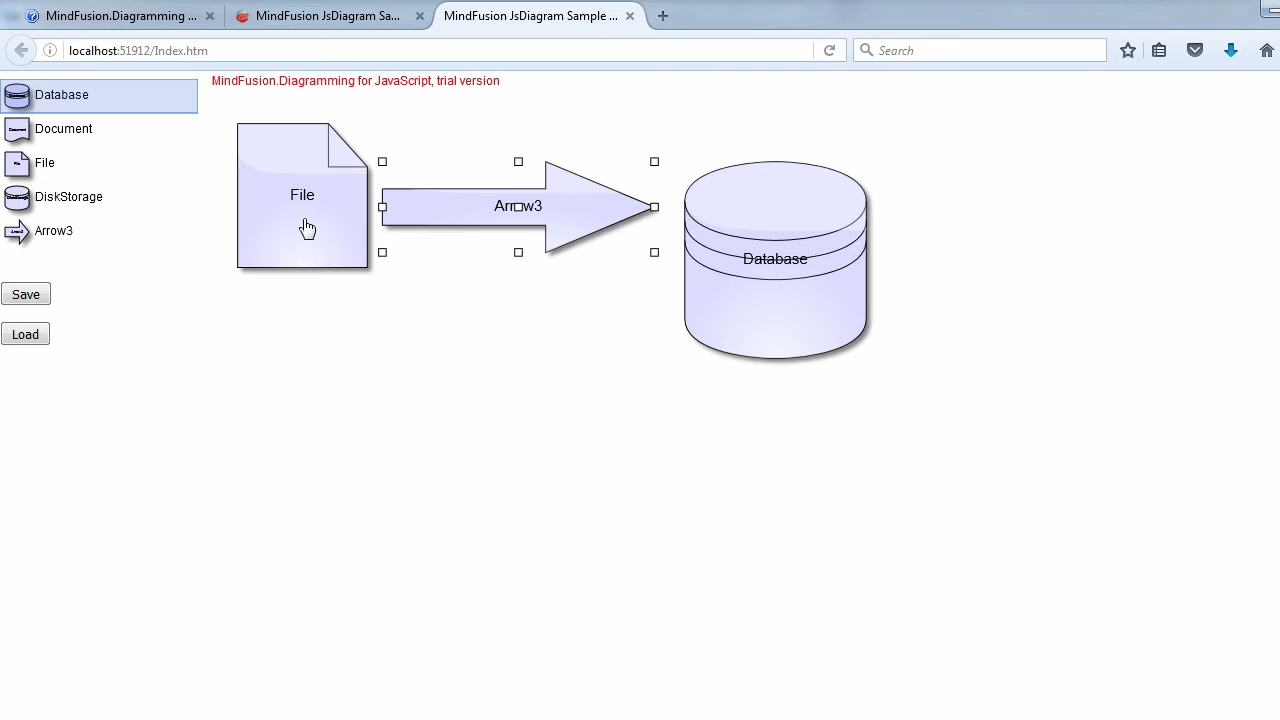 MindFusion.Diagramming ...
MindFusion JsDiagram Sa...
MindFusion JsDiagram Sample ...
localhost:51912/Index.htm
Search
MindFusion.Diagramming for JavaScript, trial version
Database
Document
File
DiskStorage
Arrow3
Save
Load
File
Arrow3
Database